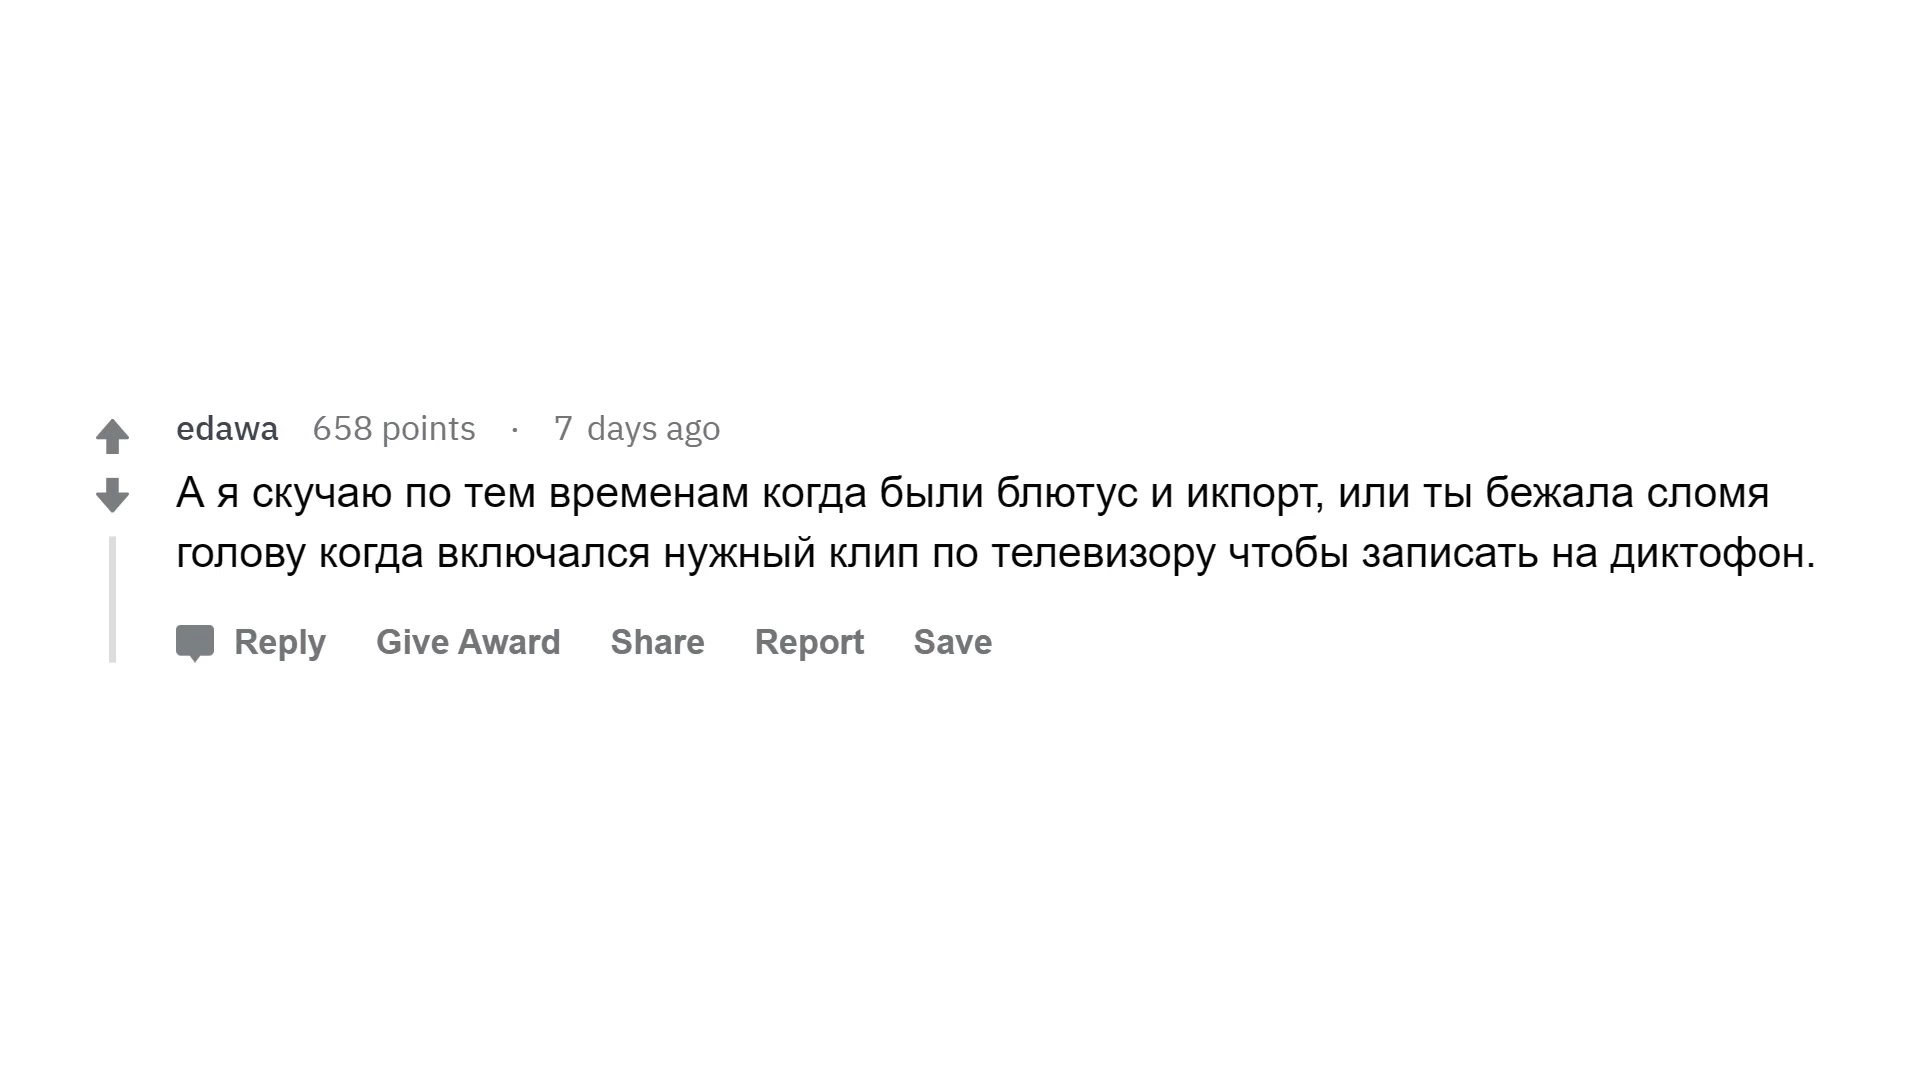 edawa 658 points · 7 days ago
А я скучаю по тем временам когда были блютус и икпорт, или ты бежала сломя
голову когда включался нужный клип по телевизору чтобы записать на диктофон.
Reply Give Award Share Report Save